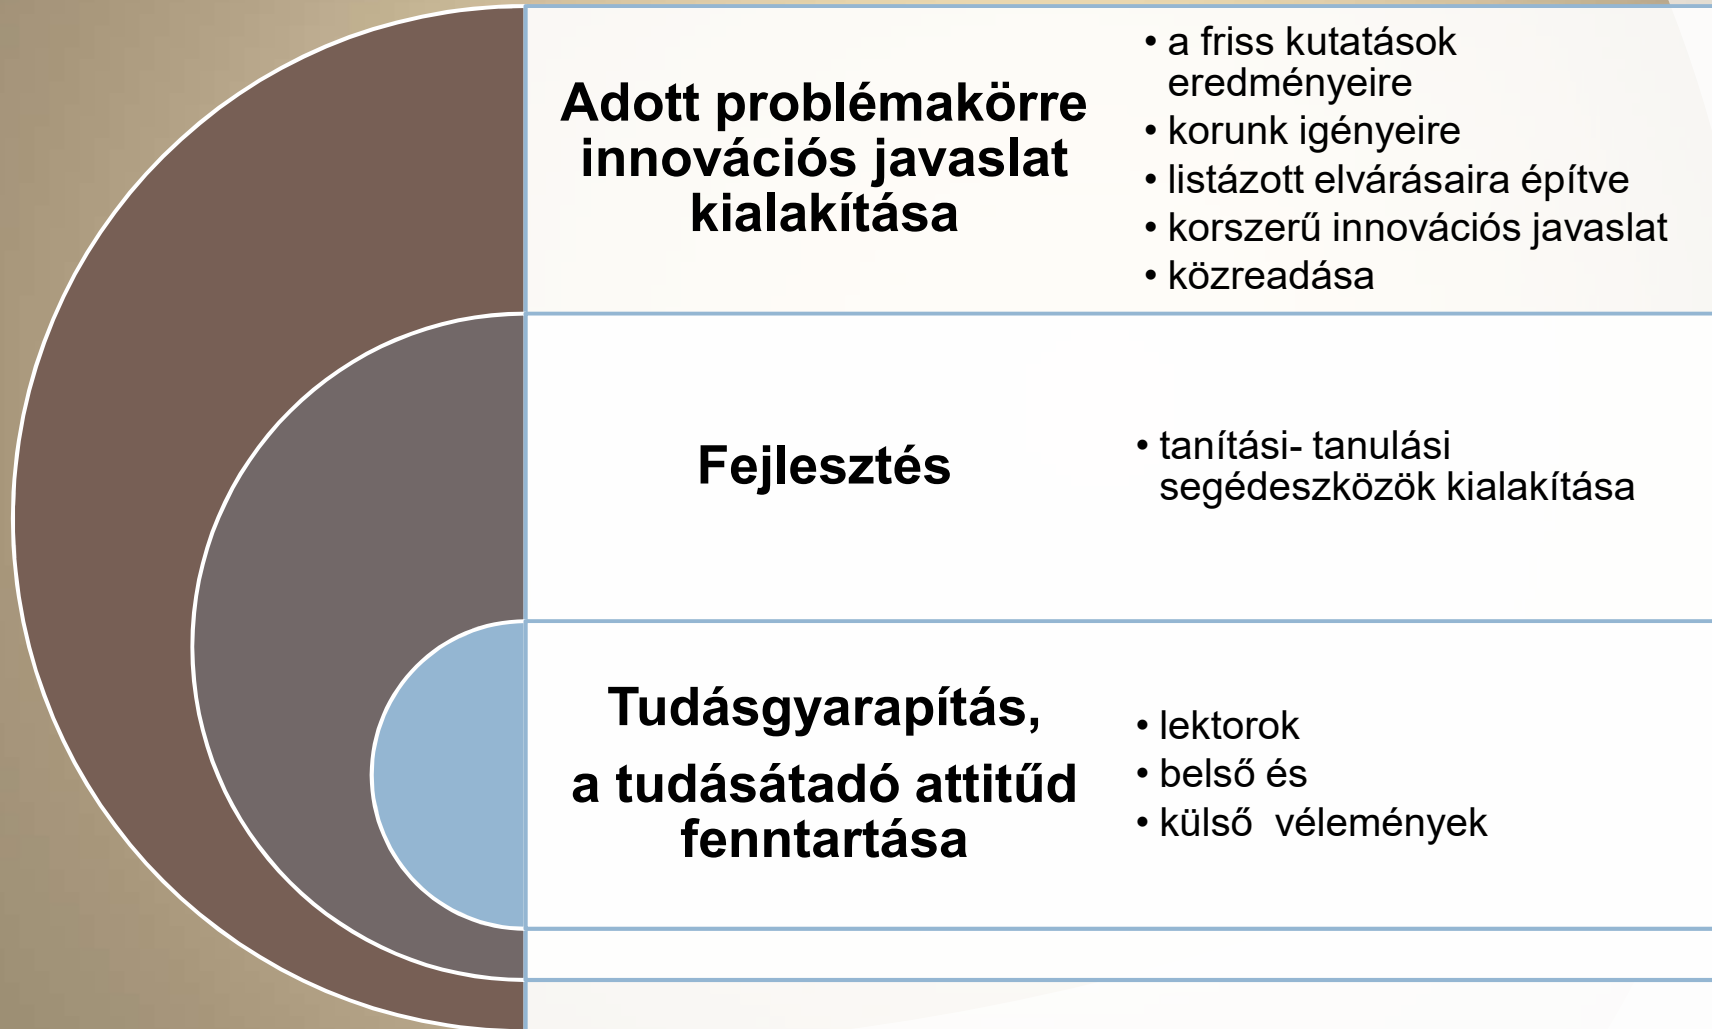 Adott problémakörre
innovációs javaslat
kialakítása
• a friss kutatások
eredményeire
• korunk igényeire
• listázott elvárásaira építve
• korszerű innovációs javaslat
• közreadása
Fejlesztés
• tanítási- tanulási
segédeszközök kialakítása
Tudásgyarapítás,
a tudásátadó attitűd
fenntartása
• lektorok
• belső és
• külső  vélemények